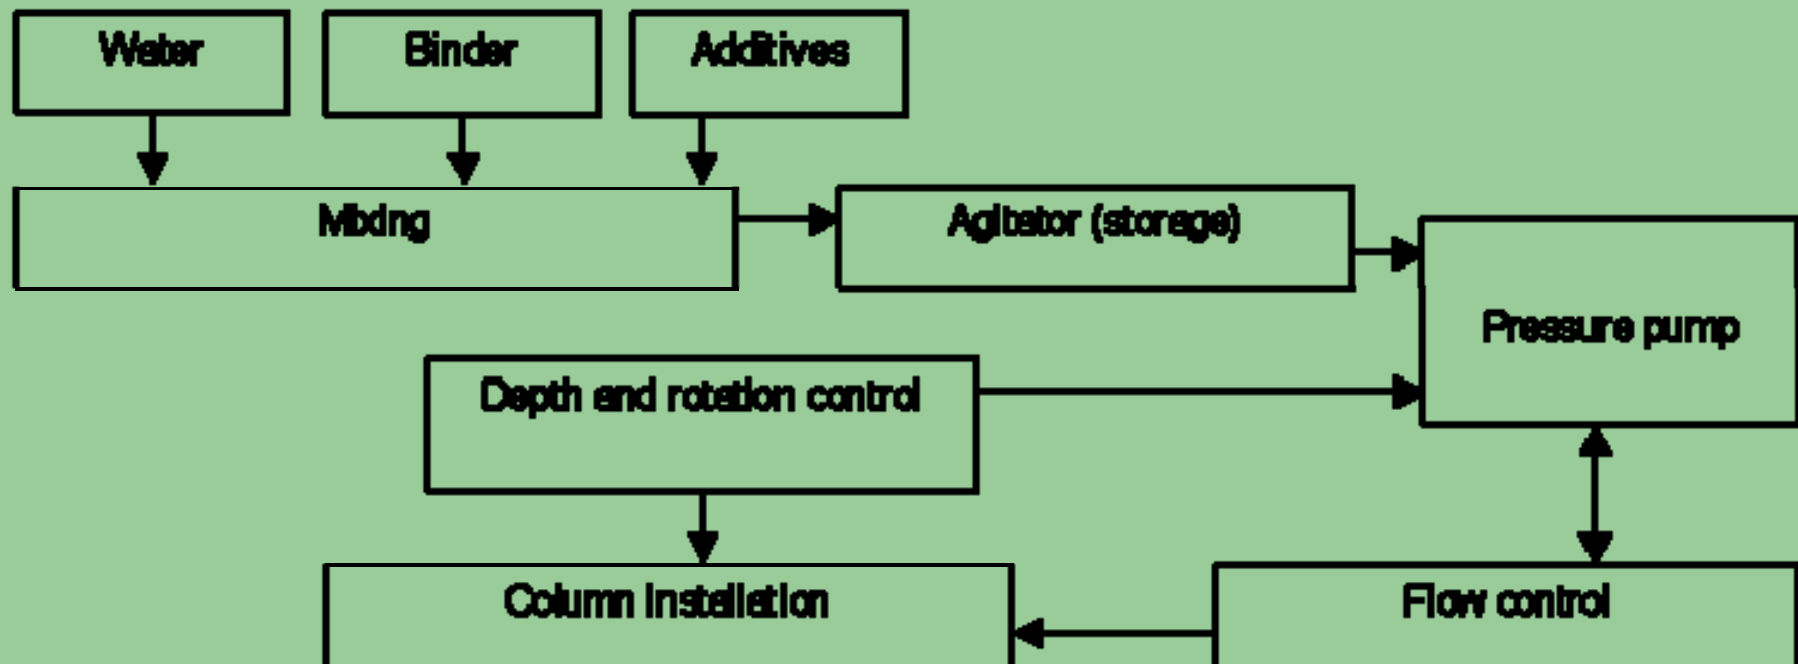 Water
Binder
Additives
Mixing
Agitator (storage)
Pressure pump
Depth and rotation control
Column installation
Flow control